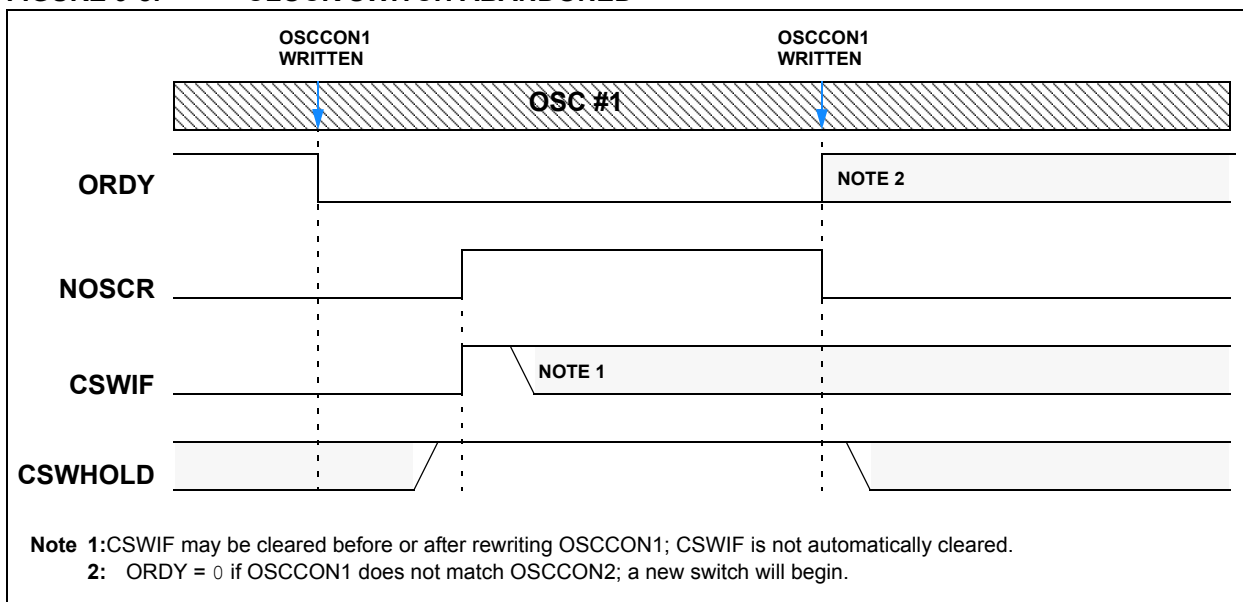 OSCCON1
WRITTEN
OSCCON1
WRITTEN
OSC #1
ORDY
NOTE 2
NOSCR
CSWIF
NOTE 1
CSWHOLD
Note 1:CSWIF may be cleared before or after rewriting OSCCON1; CSWIF is not automatically cleared.
2: ORDY = 0 if OSCCON1 does not match OSCCON2; a new switch will begin.